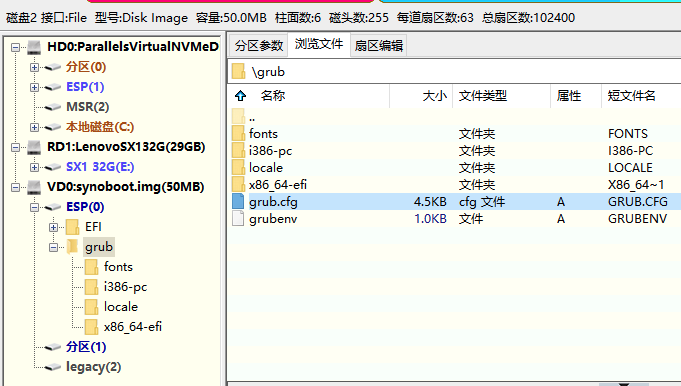 磁盘2 接口:File 型号:Disk Image 容量:50.0MB 柱面数:6 磁头数:255 每道扇区数:63 总扇区数:102400
HD0:ParallelsVirtualNVMeD
分区(0)
ESP(1)
MSR(2)
本地磁盘(C:)
RD1:LenovoSX132G(29GB)
SX1 32G(E:)
VD0:synoboot.img(50MB)
ESP(0)
EFI
grub
fonts
i386-pc
locale
x86_64-efi
分区(1)
legacy(2)
分区参数 浏览文件 扇区编辑
\grub
名称 大小 文件类型 属性 短文件名
..
fonts 文件夹 FONTS
i386-pc 文件夹 I386-PC
locale 文件夹 LOCALE
x86_64-efi 文件夹 X86_64~1
grub.cfg 4.5KB cfg 文件 A GRUB.CFG
grubenv 1.0KB 文件 A GRUBENV